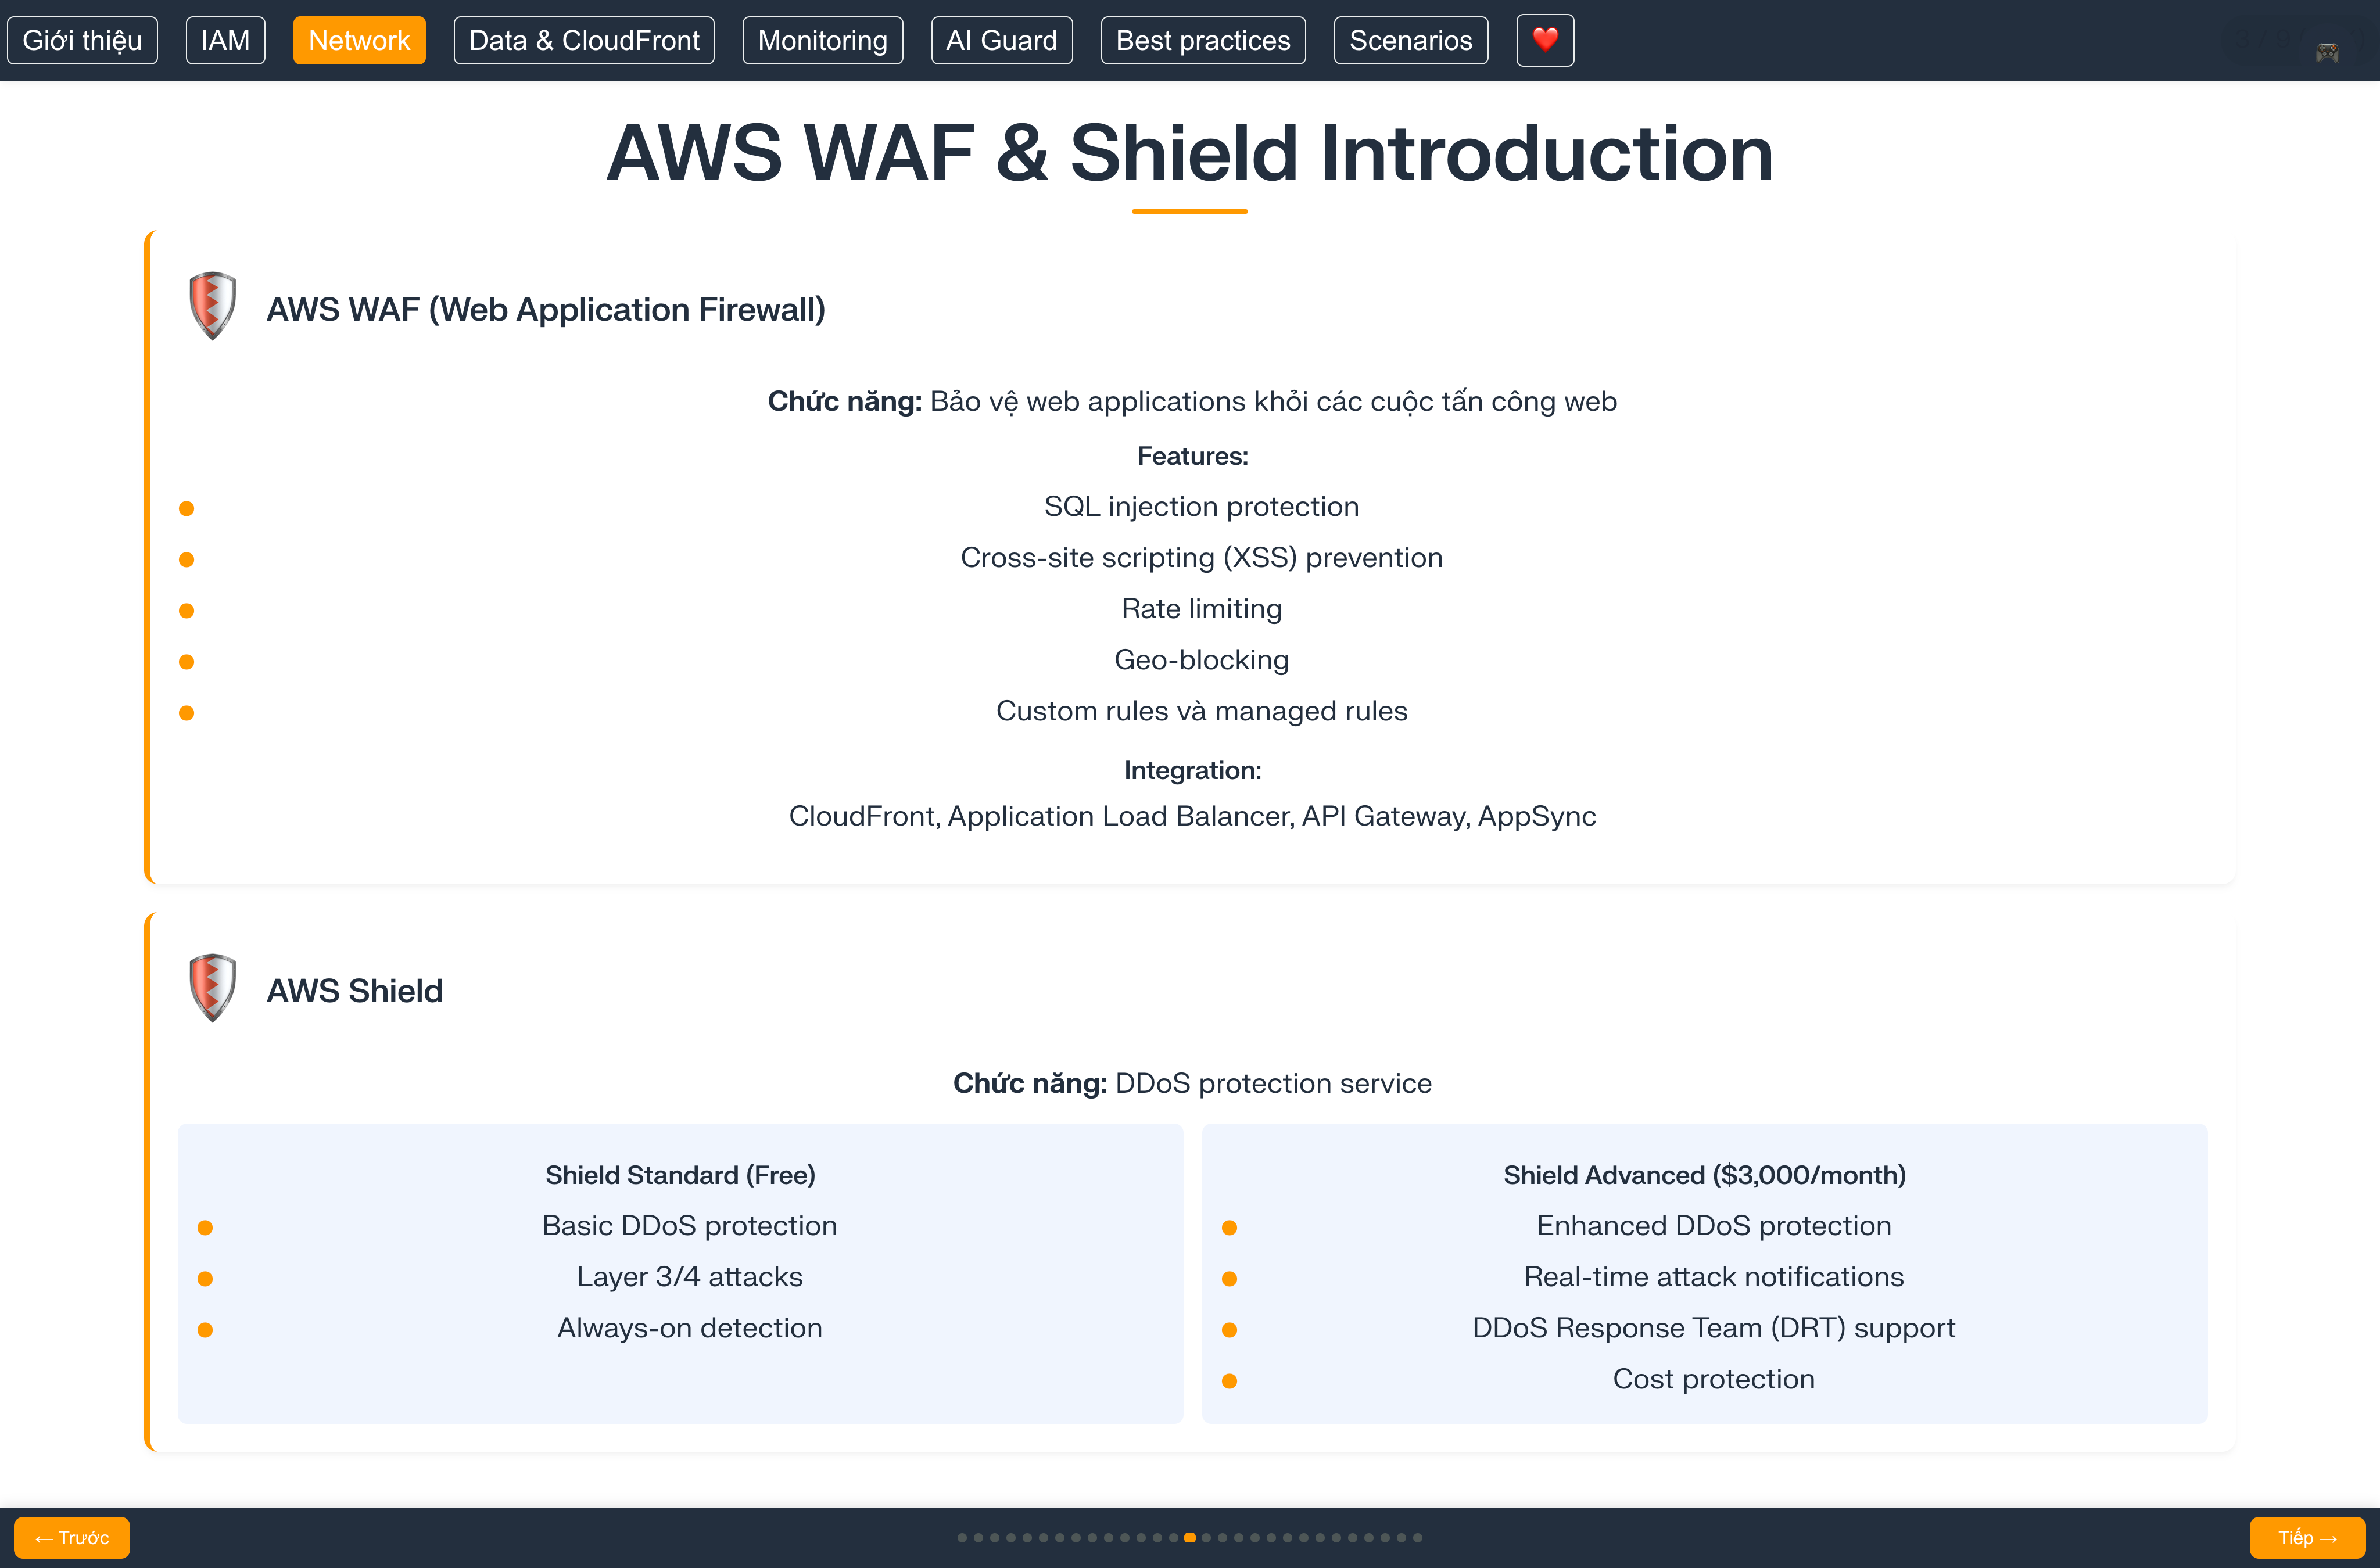 Giới thiệu
IAM
Network
Data & CloudFront
Monitoring
AI Guard
Best practices
Scenarios
AWS WAF & Shield Introduction
AWS WAF (Web Application Firewall)
Chức năng: Bảo vệ web applications khỏi các cuộc tấn công web
Features:
SQL injection protection
Cross-site scripting (XSS) prevention
Rate limiting
Geo-blocking
Custom rules và managed rules
Integration:
CloudFront, Application Load Balancer, API Gateway, AppSync
AWS Shield
Chức năng: DDoS protection service
Shield Standard (Free)
Basic DDoS protection
Layer 3/4 attacks
Always-on detection
Shield Advanced ($3,000/month)
Enhanced DDoS protection
Real-time attack notifications
DDoS Response Team (DRT) support
Cost protection
← Trước
Tiếp →